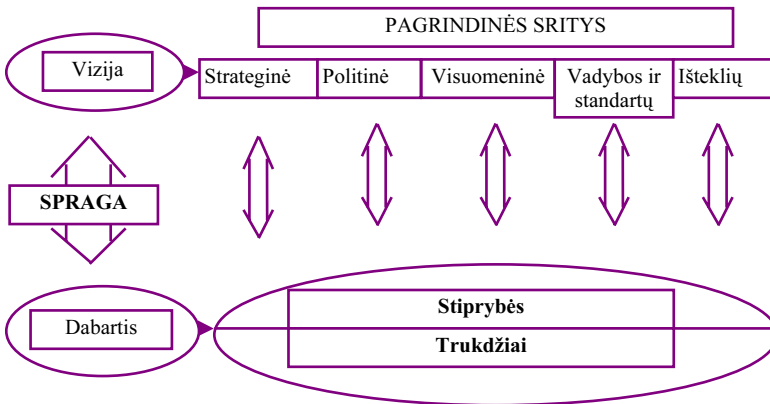 PAGRINDINĖS SRITYS
Vizija
Strateginė
Politinė
Visuomeninė
Vadybos ir
standartų
Išteklių
SPRAGA
Stiprybės
Dabartis
Trukdžiai